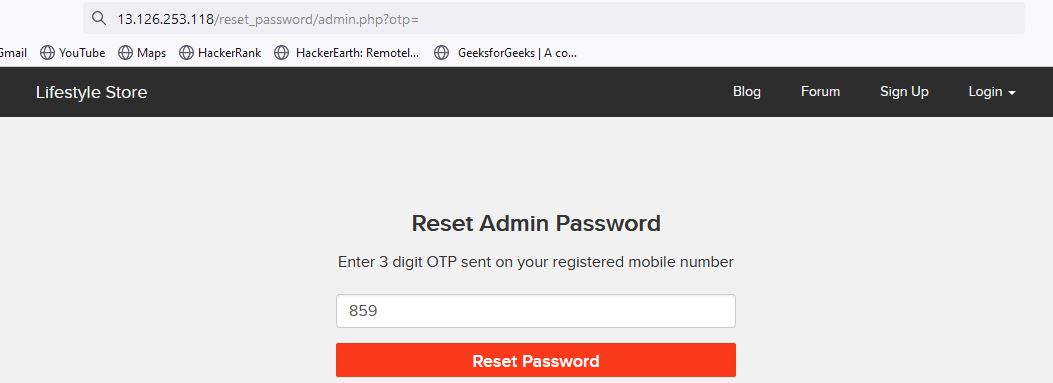 13.126.253.118/reset_password/admin.php?otp=
Gmail YouTube Maps HackerRank HackerEarth: Remotel... GeeksforGeeks | A co...
Lifestyle Store Blog Forum Sign Up Login
Reset Admin Password
Enter 3 digit OTP sent on your registered mobile number
859
Reset Password